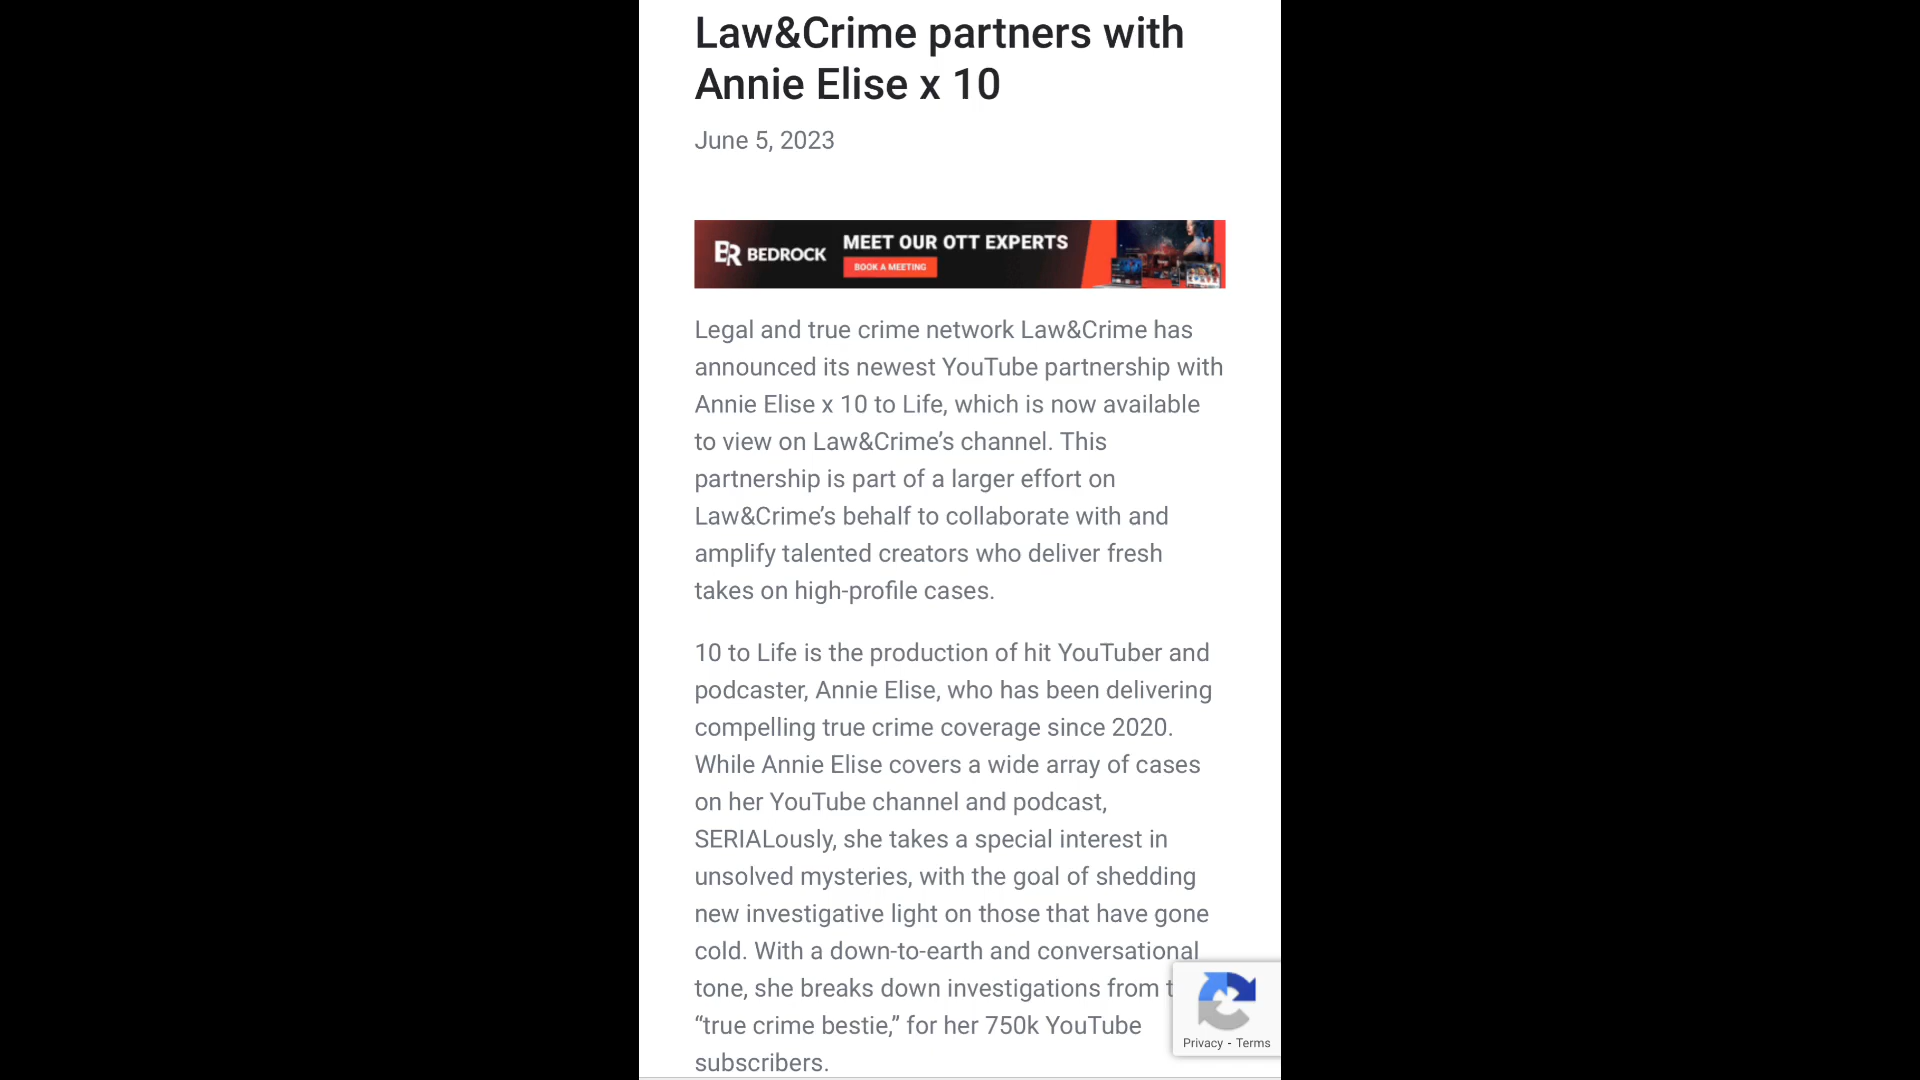 Law&Crime partners with
Annie Elise x 10
June 5, 2023
BR BEDROCK
MEET OUR OTT EXPERTS
BOOK A MEETING
Legal and true crime network Law&Crime has
announced its newest YouTube partnership with
Annie Elise x 10 to Life, which is now available
to view on Law&Crime’s channel. This
partnership is part of a larger effort on
Law&Crime’s behalf to collaborate with and
amplify talented creators who deliver fresh
takes on high-profile cases.
10 to Life is the production of hit YouTuber and
podcaster, Annie Elise, who has been delivering
compelling true crime coverage since 2020.
While Annie Elise covers a wide array of cases
on her YouTube channel and podcast,
SERIALously, she takes a special interest in
unsolved mysteries, with the goal of shedding
new investigative light on those that have gone
cold. With a down-to-earth and conversational
tone, she breaks down investigations from
“true crime bestie,” for her 750k YouTube
subscribers.
Privacy - Terms